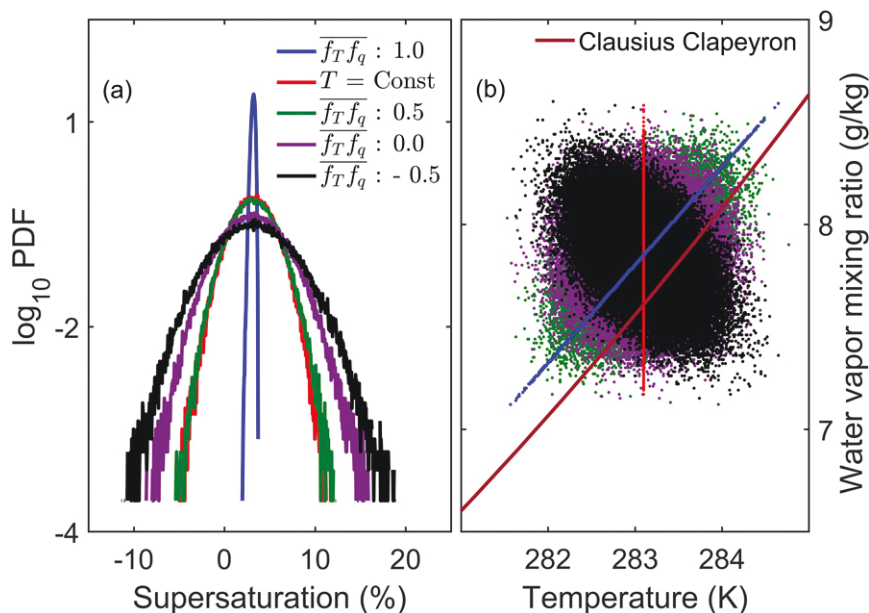 (a)
f_T f_q : 1.0
T = Const
f_T f_q : 0.5
f_T f_q : 0.0
f_T f_q : - 0.5
log10 PDF
1
-2
-4
-10
0
10
20
Supersaturation (%)
(b)
Clausius Clapeyron
9
8
7
Water vapor mixing ratio (g/kg)
282
283
284
Temperature (K)